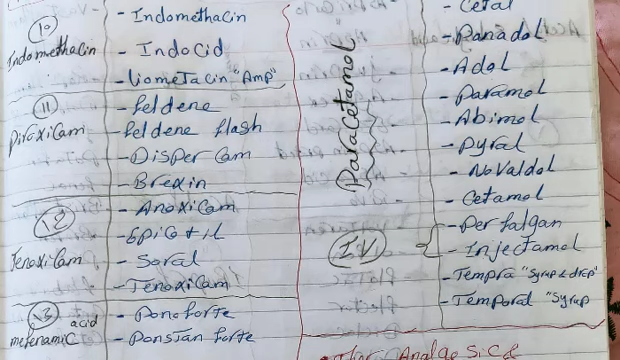 10
Indomethacin
- Indomethacin
- Indocid
- Liometacin "Amp"
11
Piroxicam
- Feldene
- Feldene flash
- Dispercam
- Brexin
12
Tenoxicam
- Anoxicam
- Epicotil
- Soral
- Tenoxicam
13
mefenamic acid
- Ponoforte
- Ponstan forte
Paracetamol
- Cetal
- Panadol
- Adol
- Paramol
- Abimol
- Pyral
- Novaldol
- Cetamol
I.V
- Perfalgan
- Injectamol
- Tempra "syrup & drop"
- Temporal "Syrup